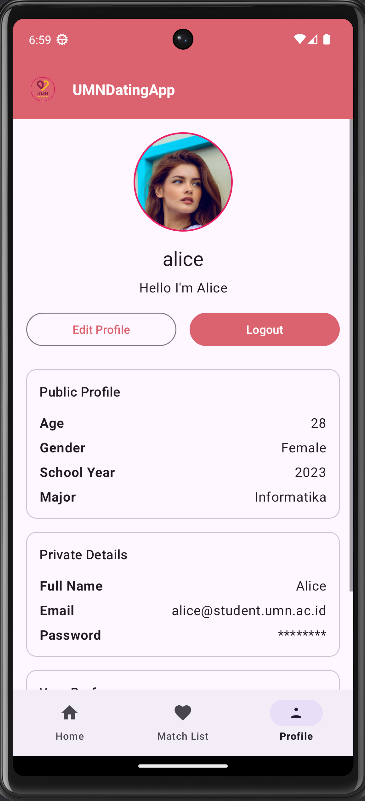 6:59
UMNDatingApp
alice
Hello I'm Alice
Edit Profile Logout
Public Profile
Age 28
Gender Female
School Year 2023
Major Informatika
Private Details
Full Name Alice
Email alice@student.umn.ac.id
Password ********
Home Match List Profile